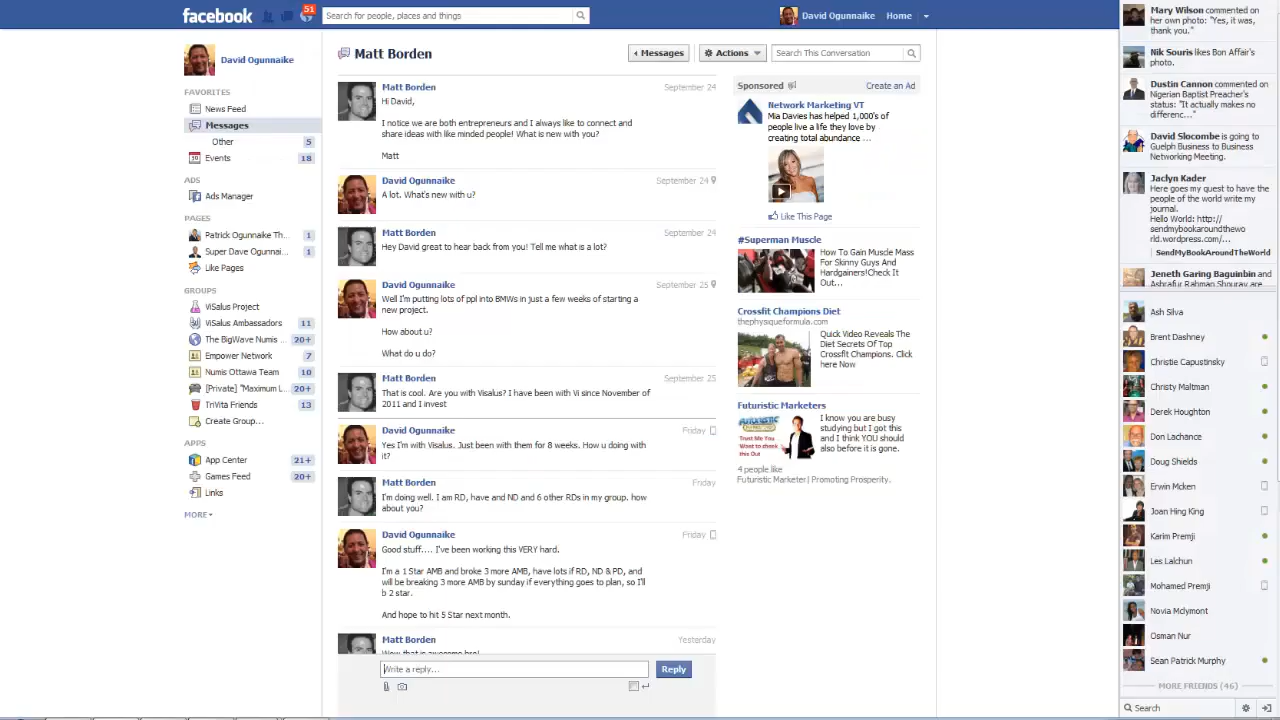 facebook
51
Search for people, places and things
David Ogunnaike
Home
David Ogunnaike
FAVORITES
News Feed
Messages
Other 5
Events 18
ADS
Ads Manager
PAGES
Patrick Ogunnaike Th... 1
Super Dave Ogunnai... 1
Like Pages
GROUPS
ViSalus Project
ViSalus Ambassadors 11
The BigWave Numis ... 20+
Empower Network 7
Numis Ottawa Team 10
[Private] "Maximum L... 20+
TriVita Friends 13
Create Group...
APPS
App Center 21+
Games Feed 20+
Links
MORE
Matt Borden
Messages
Actions
Search This Conversation
Matt Borden September 24
Hi David,
I notice we are both entrepreneurs and I always like to connect and
share ideas with like minded people! What is new with you?
Matt
David Ogunnaike September 24
A lot. What's new with u?
Matt Borden September 24
Hey David great to hear back from you! Tell me what is a lot?
David Ogunnaike September 25
Well I'm putting lots of ppl into BMWs in just a few weeks of starting a
new project.
How about u?
What do u do?
Matt Borden September 25
That is cool. Are you with Visalus? I have been with Vi since November of
2011 and I invest
David Ogunnaike Friday
Yes I'm with Visalus. Just been with them for 8 weeks. How u doing with
it?
Matt Borden Friday
I'm doing well. I am RD, have and ND and 6 other RDs in my group. how
about you?
David Ogunnaike Friday
Good stuff.... I've been working this VERY hard.
I'm a 1 Star AMB and broke 3 more AMB, have lots if RD, ND & PD, and
will be breaking 3 more AMB by sunday if everything goes to plan, so I'll
b 2 star.
And hope to hit 5 Star next month.
Matt Borden Yesterday
Wow that is awesome bro!
Write a reply...
Reply
Sponsored
Create an Ad
Network Marketing VT
Mia Davies has helped 1,000's of
people live a life they love by
creating total abundance ...
Like This Page
#Superman Muscle
How To Gain Muscle Mass
For Skinny Guys And
Hardgainers!Check It
Out...
Crossfit Champions Diet
thephysiqueformula.com
Quick Video Reveals The
Diet Secrets Of Top
Crossfit Champions. Click
here Now
Futuristic Marketers
Trust Me You
Want to check
this Out
I know you are busy
studying but I got this
and I think YOU should
also before it is gone.
4 people like
Futuristic Marketer | Promoting Prosperity.
Mary Wilson commented on
her own photo: "Yes, it was,
thank you."
Nik Souris likes Bon Affair's
photo.
Dustin Cannon commented on
Nigerian Baptist Preacher's
status: "It actually makes no
differenc..."
David Slocombe is going to
Guelph Business to Business
Networking Meeting.
Jaclyn Kader
Here goes my quest to have the
people of the world write my
journal.
Hello World: http://
sendmybookaroundthewo
rld.wordpress.com/...
SendMyBookAroundTheWorld
Jeneth Garing Baguinbin and
Ash Silva
Brent Dashney
Christie Capustinsky
Christy Maltman
Derek Houghton
Don LaChance
Doug Shields
Erwin Mcken
Joan Hing King
Karim Premji
Les Lalchun
Mohamed Premji
Novia Mclymont
Osman Nur
Sean Patrick Murphy
MORE FRIENDS (46)
Search